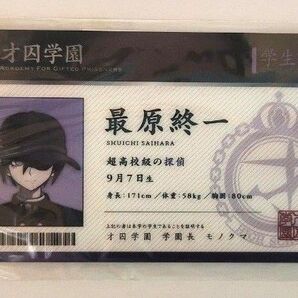 才囚学園
ACADEMY FOR GIFTED PRISONERS
学生
最原終一
SHUICHI SAIHARA
超高校級の探偵
9月7日生
身長：171cm／体重：58kg／胸囲：80cm
上記の者は本学の学生であることを証明する
才囚学園 学園長 モノクマ